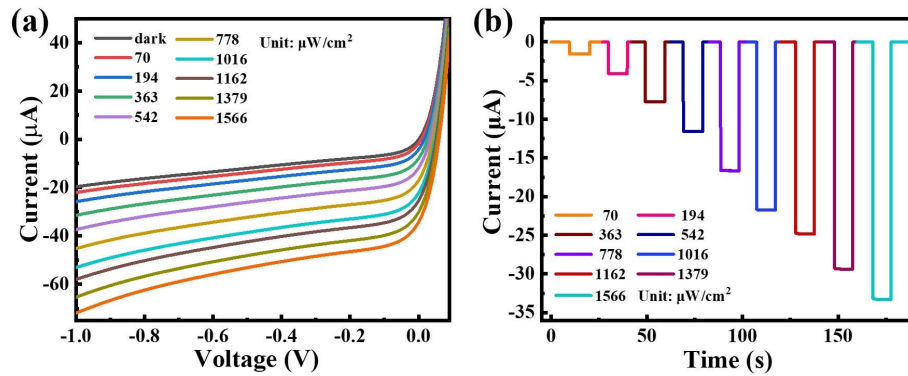 (a)
dark
70
194
363
542
778
1016
1162
1379
1566
Unit: μW/cm²
40
20
0
-20
-40
-60
Current (μA)
-1.0 -0.8 -0.6 -0.4 -0.2 0.0
Voltage (V)
(b)
0
-5
-10
-15
-20
-25
-30
-35
Current (μA)
70 194
363 542
778 1016
1162 1379
1566 Unit: μW/cm²
0 50 100 150
Time (s)